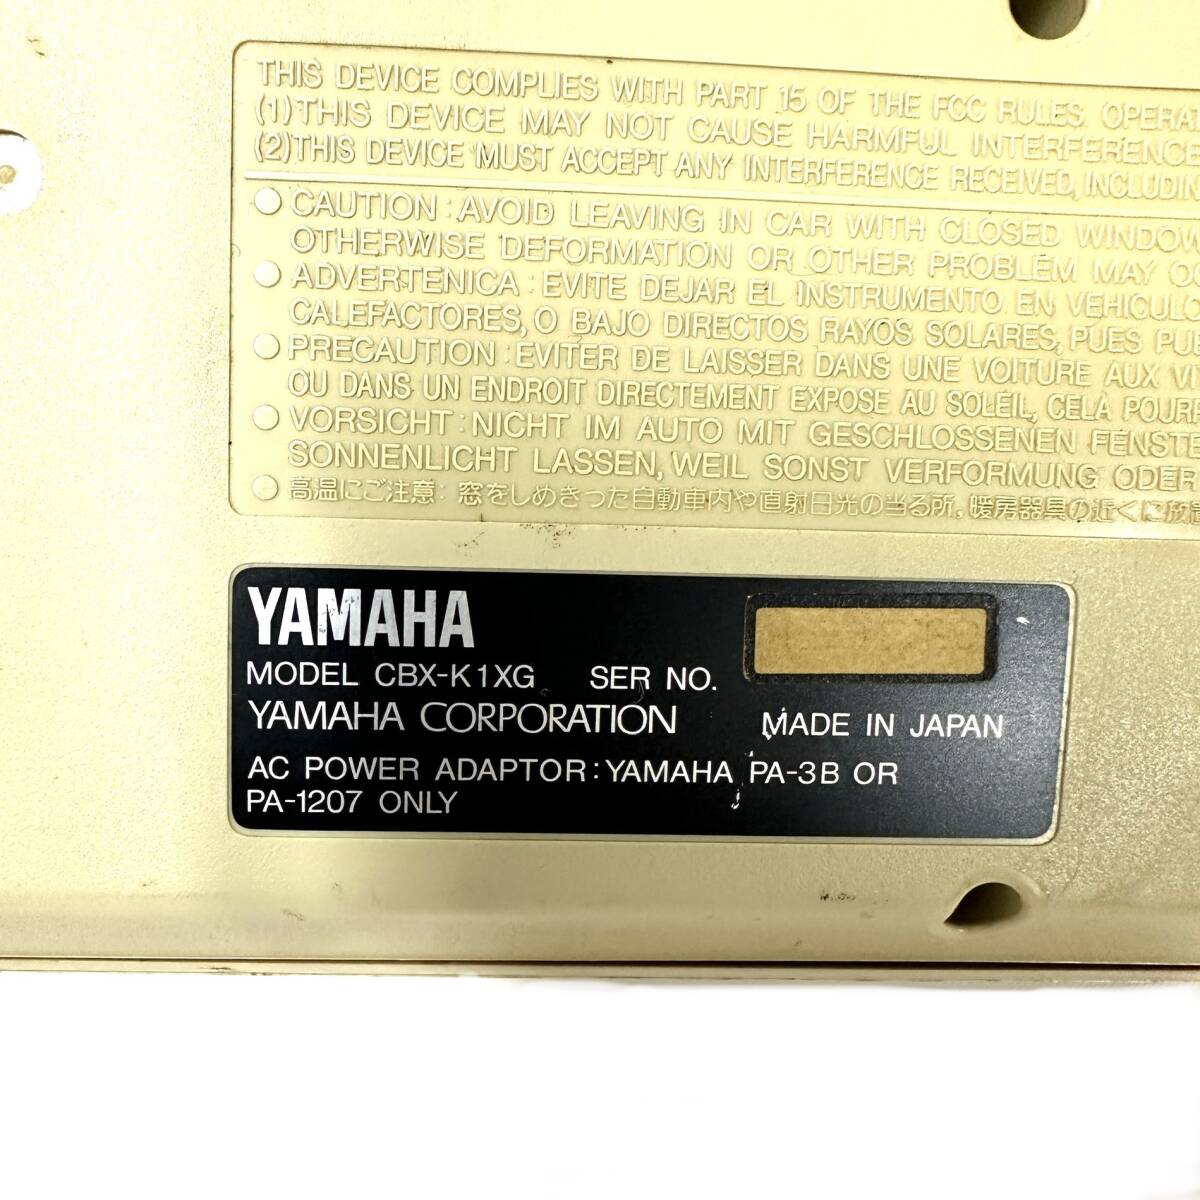 THIS DEVICE COMPLIES WITH PART 15 OF THE FCC RULES. OPERAT
(1) THIS DEVICE MAY NOT CAUSE HARMFUL INTERFERENCE
(2) THIS DEVICE MUST ACCEPT ANY INTERFERENCE RECEIVED, INCLUDIN
● CAUTION : AVOID LEAVING IN CAR WITH CLOSED WINDOW
OTHERWISE DEFORMATION OR OTHER PROBLEM MAY O
● ADVERTENICA : EVITE DEJAR EL INSTRUMENTO EN VEHICULO
CALEFACTORES, O BAJO DIRECTOS RAYOS SOLARES, PUES PUE
● PRECAUTION : EVITER DE LAISSER DANS UNE VOITURE AUX VI
OU DANS UN ENDROIT DIRECTEMENT EXPOSE AU SOLEIL, CELA POURR
● VORSICHT : NICHT IM AUTO MIT GESCHLOSSENEN FENSTE
SONNENLICHT LASSEN, WEIL SONST VERFORMUNG ODER
● 高温にご注意：窓をしめきった自動車内や直射日光の当る所、暖房器具の近くに放置
YAMAHA
MODEL CBX-K1XG SER NO.
YAMAHA CORPORATION MADE IN JAPAN
AC POWER ADAPTOR: YAMAHA PA-3B OR
PA-1207 ONLY